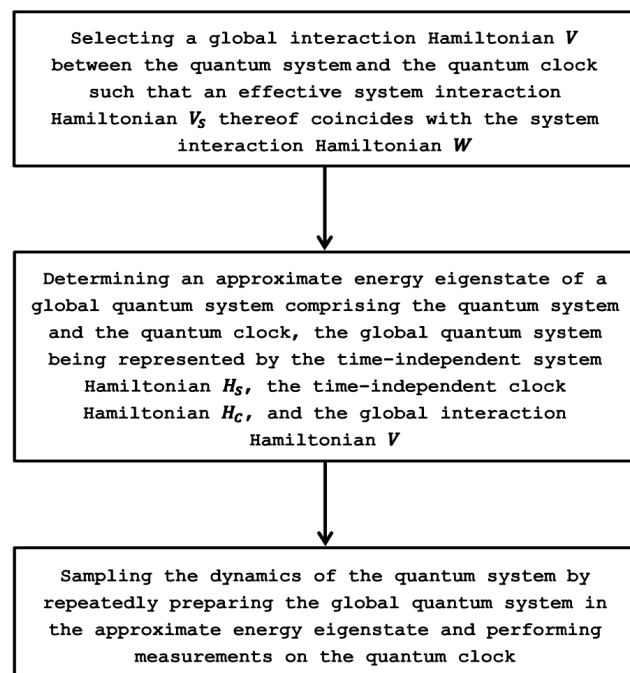 Selecting a global interaction Hamiltonian V
between the quantum system and the quantum clock
such that an effective system interaction
Hamiltonian V_S thereof coincides with the system
interaction Hamiltonian W
Determining an approximate energy eigenstate of a
global quantum system comprising the quantum system
and the quantum clock, the global quantum system
being represented by the time-independent system
Hamiltonian H_S, the time-independent clock
Hamiltonian H_C, and the global interaction
Hamiltonian V
Sampling the dynamics of the quantum system by
repeatedly preparing the global quantum system in
the approximate energy eigenstate and performing
measurements on the quantum clock